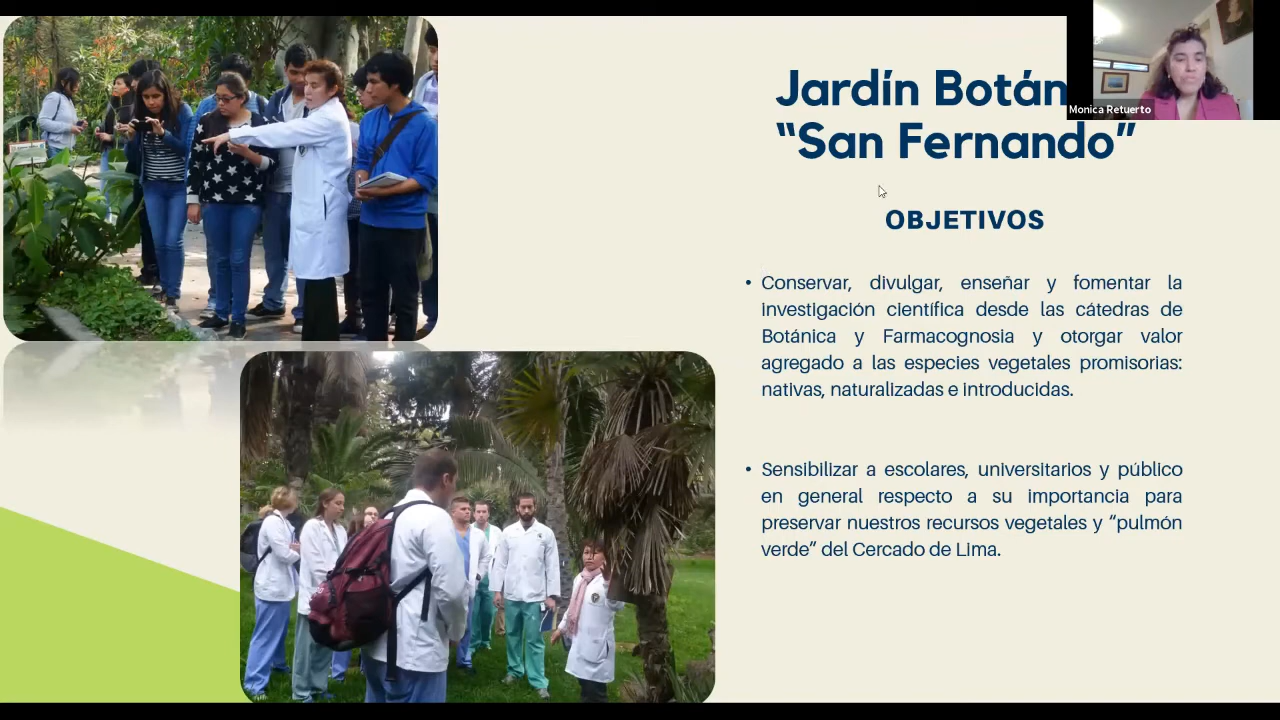 Jardín Botán
“San Fernando”
Monica Retuerto
OBJETIVOS
• Conservar, divulgar, enseñar y fomentar la
investigación científica desde las cátedras de
Botánica y Farmacognosia y otorgar valor
agregado a las especies vegetales promisorias:
nativas, naturalizadas e introducidas.
• Sensibilizar a escolares, universitarios y público
en general respecto a su importancia para
preservar nuestros recursos vegetales y “pulmón
verde” del Cercado de Lima.